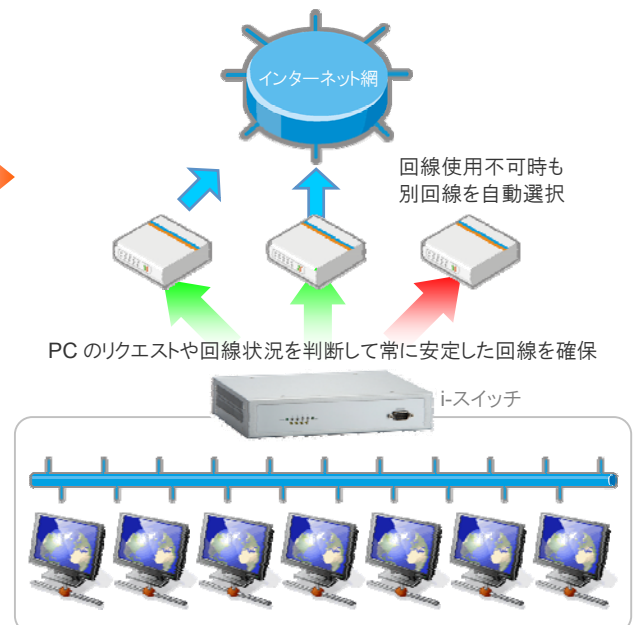 インターネット網
回線使用不可時も
別回線を自動選択
PC のリクエストや回線状況を判断して常に安定した回線を確保
i-スイッチ